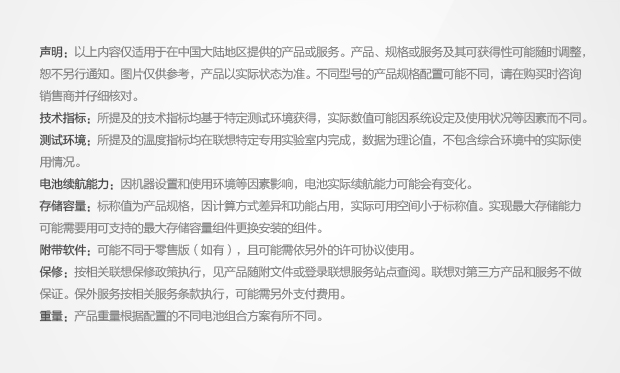 声明：以上内容仅适用于在中国大陆地区提供的产品或服务。产品、规格或服务及其可获得性可能随时调整，
恕不另行通知。图片仅供参考，产品以实际状态为准。不同型号的产品规格配置可能不同，请在购买时咨询
销售商并仔细核对。
技术指标：所提及的技术指标均基于特定测试环境获得，实际数值可能因系统设定及使用状况等因素而不同。
测试环境：所提及的温度指标均在联想特定专用实验室内完成，数据为理论值，不包含综合环境中的实际使
用情况。
电池续航能力：因机器设置和使用环境等因素影响，电池实际续航能力可能会有变化。
存储容量：标称值为产品规格，因计算方式差异和功能占用，实际可用空间小于标称值。实现最大存储能力
可能需要用可支持的最大存储容量组件更换安装的组件。
附带软件：可能不同于零售版（如有），且可能需依另外的许可协议使用。
保修：按相关联想保修政策执行，见产品随附文件或登录联想服务站点查阅。联想对第三方产品和服务不做
保证。保外服务按相关服务条款执行，可能需另外支付费用。
重量：产品重量根据配置的不同电池组合方案有所不同。